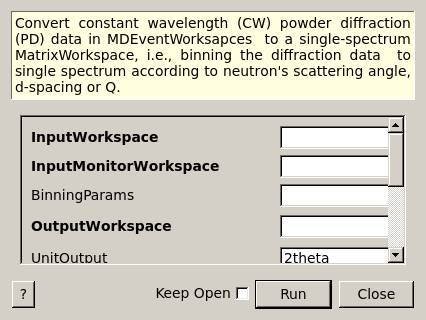 Convert constant wavelength (CW) powder diffraction
(PD) data in MDEventWorksapces to a single-spectrum
MatrixWorkspace, i.e., binning the diffraction data to
single spectrum according to neutron's scattering angle,
d-spacing or Q.
InputWorkspace
InputMonitorWorkspace
BinningParams
OutputWorkspace
UnitOutput 2theta
? Keep Open Run Close